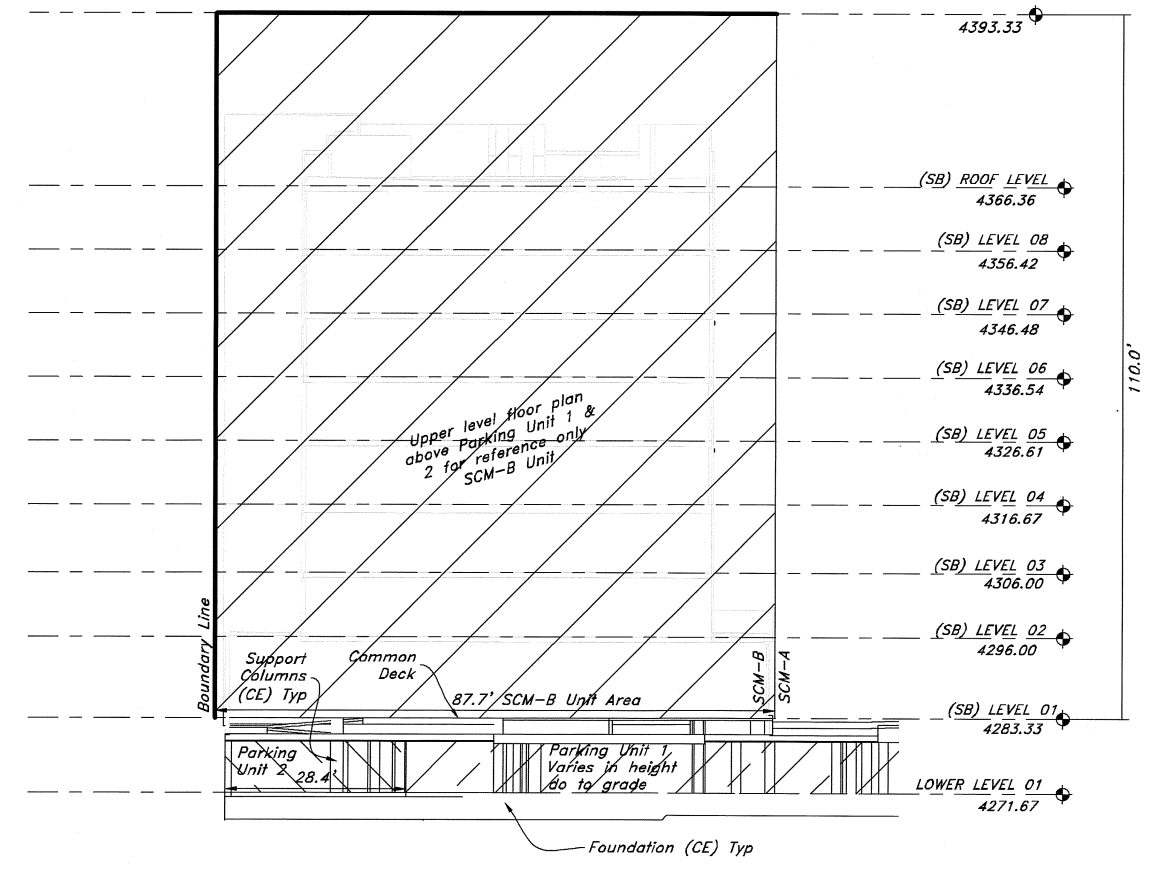 4393.33
(SB) ROOF LEVEL
4366.36
(SB) LEVEL 08
4356.42
(SB) LEVEL 07
4346.48
(SB) LEVEL 06
4336.54
110.0'
Upper level floor plan
above Parking Unit 1 &
2 for reference only
SCM-B Unit
(SB) LEVEL 05
4326.61
(SB) LEVEL 04
4316.67
(SB) LEVEL 03
4306.00
(SB) LEVEL 02
4296.00
Boundary Line
Support
Columns
(CE) Typ
Common
Deck
87.7' SCM-B Unit Area
SCM-B
SCM-A
(SB) LEVEL 01
4283.33
Parking
Unit 2
28.4'
Parking Unit 1,
Varies in height
do to grade
LOWER LEVEL 01
4271.67
Foundation (CE) Typ